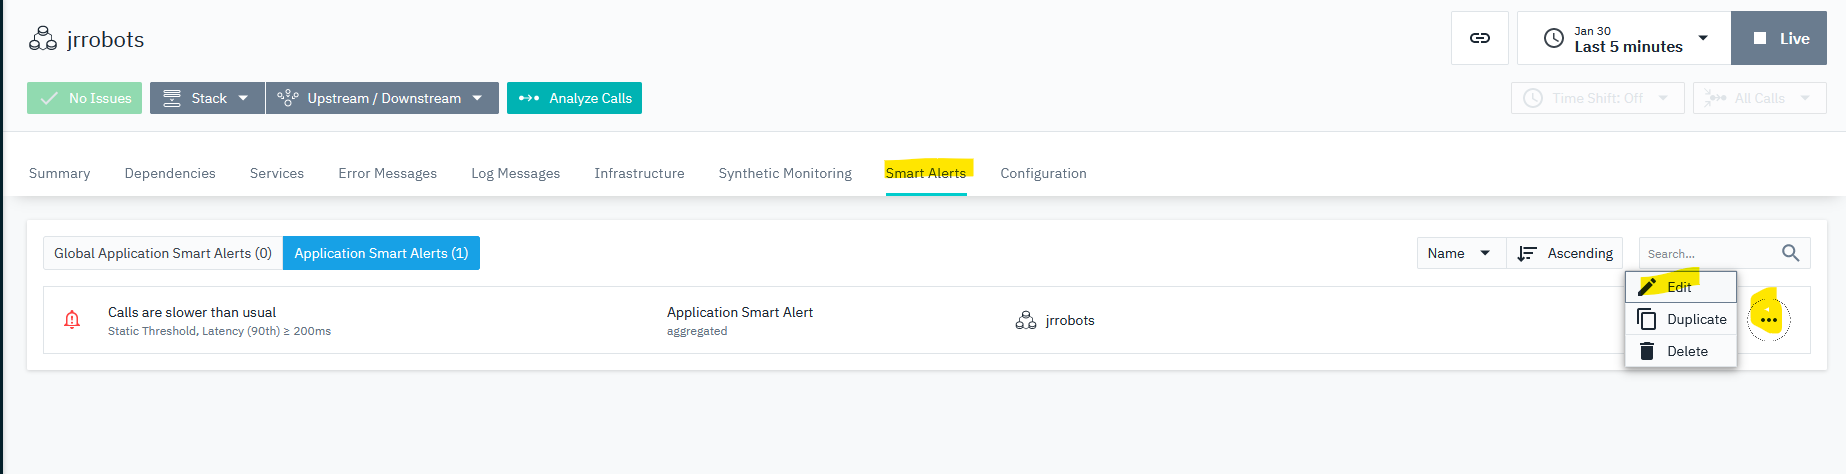 jrrobots
Jan 30
Last 5 minutes
Live
No Issues
Stack
Upstream / Downstream
Analyze Calls
Time Shift: Off
All Calls
Summary
Dependencies
Services
Error Messages
Log Messages
Infrastructure
Synthetic Monitoring
Smart Alerts
Configuration
Global Application Smart Alerts (0)
Application Smart Alerts (1)
Name
Ascending
Search...
Calls are slower than usual
Static Threshold, Latency (90th) ≥ 200ms
Application Smart Alert
aggregated
jrrobots
Edit
Duplicate
Delete